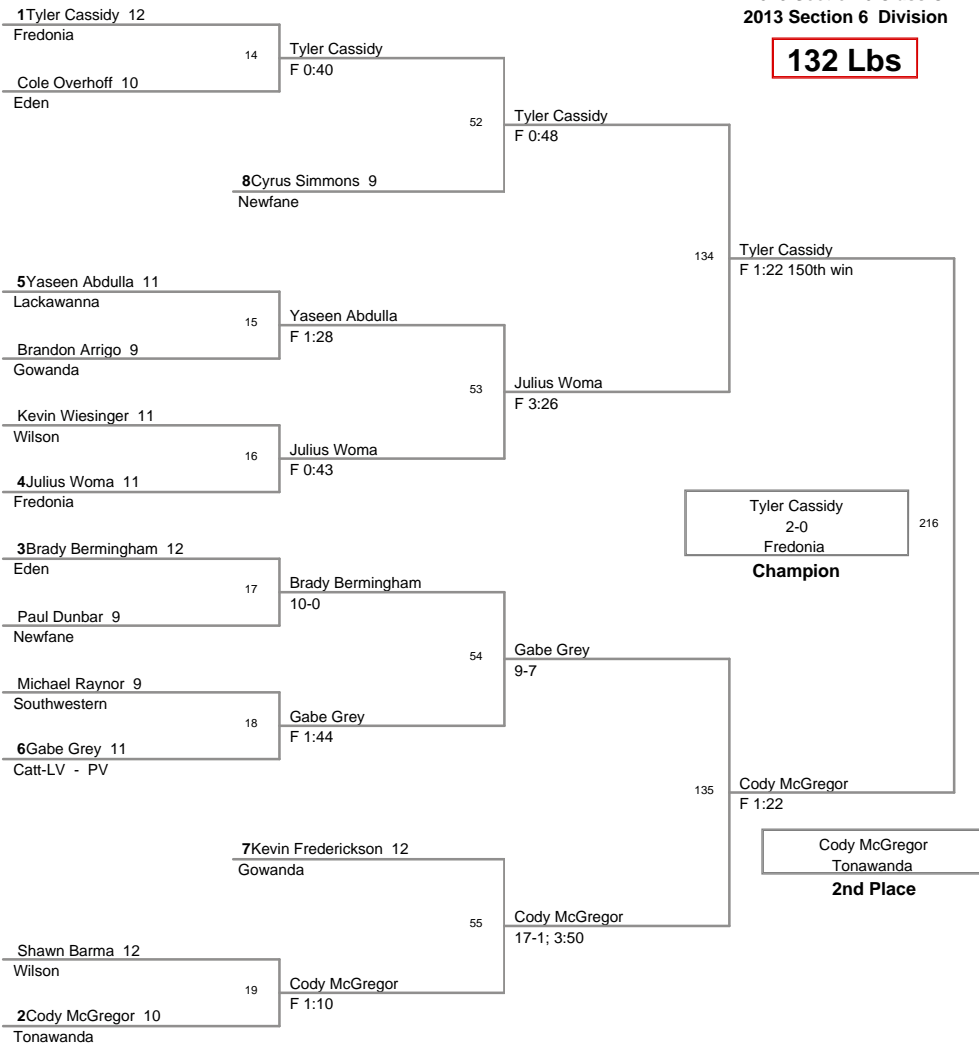 2013 Section 6 Division
132 Lbs
1Tyler Cassidy 12
Fredonia
14
Cole Overhoff 10
Eden
Tyler Cassidy
F 0:40
52
8Cyrus Simmons 9
Newfane
Tyler Cassidy
F 0:48
5Yaseen Abdulla 11
Lackawanna
15
Brandon Arrigo 9
Gowanda
Yaseen Abdulla
F 1:28
53
Kevin Wiesinger 11
Wilson
16
4Julius Woma 11
Fredonia
Julius Woma
F 0:43
Julius Woma
F 3:26
134
Tyler Cassidy
F 1:22 150th win
3Brady Bermingham 12
Eden
17
Paul Dunbar 9
Newfane
Brady Bermingham
10-0
54
Michael Raynor 9
Southwestern
18
6Gabe Grey 11
Catt-LV - PV
Gabe Grey
F 1:44
Gabe Grey
9-7
135
7Kevin Frederickson 12
Gowanda
55
Shawn Barma 12
Wilson
19
2Cody McGregor 10
Tonawanda
Cody McGregor
F 1:10
Cody McGregor
17-1; 3:50
Cody McGregor
F 1:22
Tyler Cassidy
2-0
Fredonia
216
Champion
Cody McGregor
Tonawanda
2nd Place